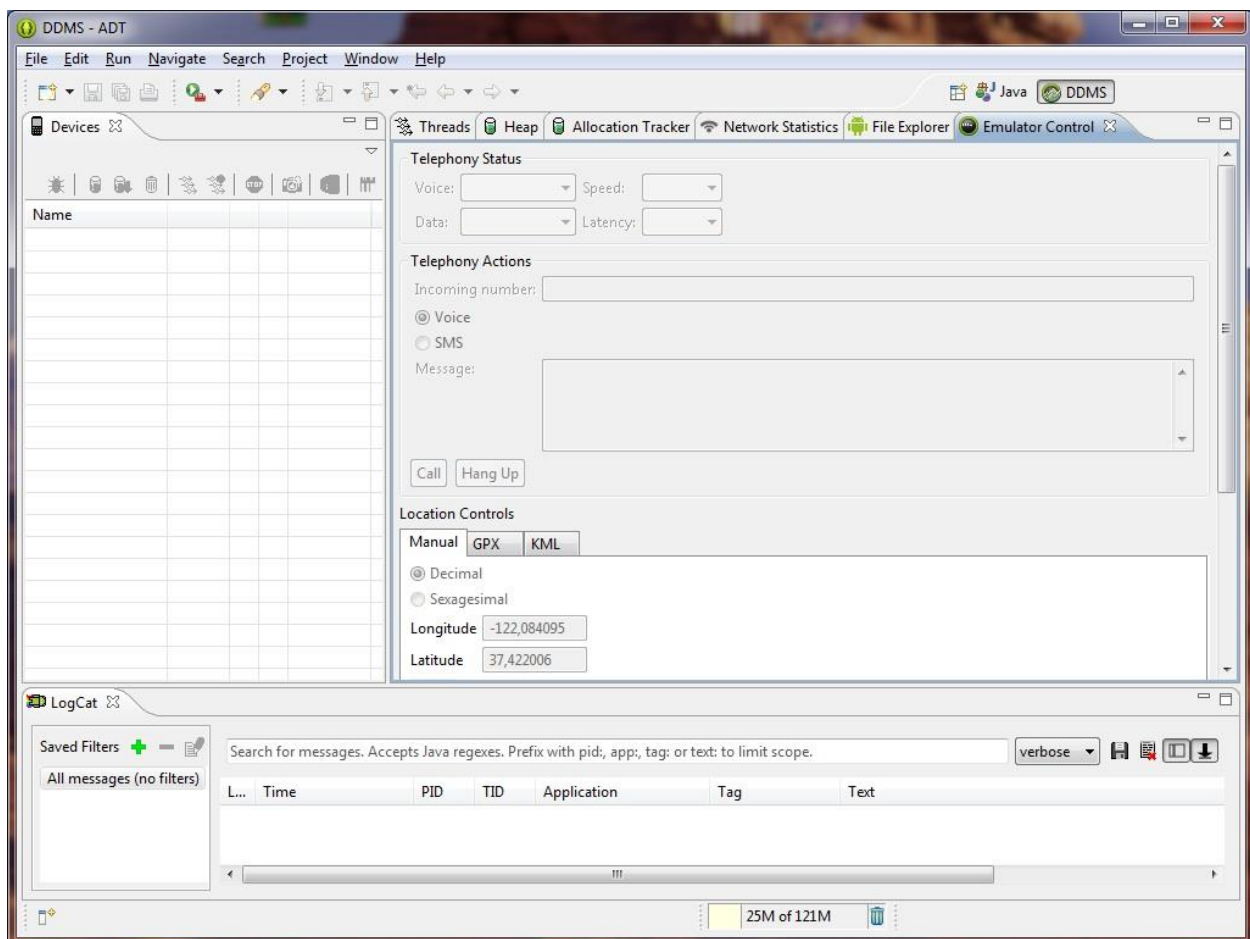 DDMS - ADT
File Edit Run Navigate Search Project Window Help
Java DDMS
Devices
Threads Heap Allocation Tracker Network Statistics File Explorer Emulator Control
Name
Telephony Status
Voice: Speed:
Data: Latency:
Telephony Actions
Incoming number:
Voice
SMS
Message:
Call Hang Up
Location Controls
Manual GPX KML
Decimal
Sexagesimal
Longitude -122,084095
Latitude 37,422006
LogCat
Saved Filters
All messages (no filters)
Search for messages. Accepts Java regexes. Prefix with pid:, app:, tag: or text: to limit scope.
verbose
L... Time PID TID Application Tag Text
25M of 121M